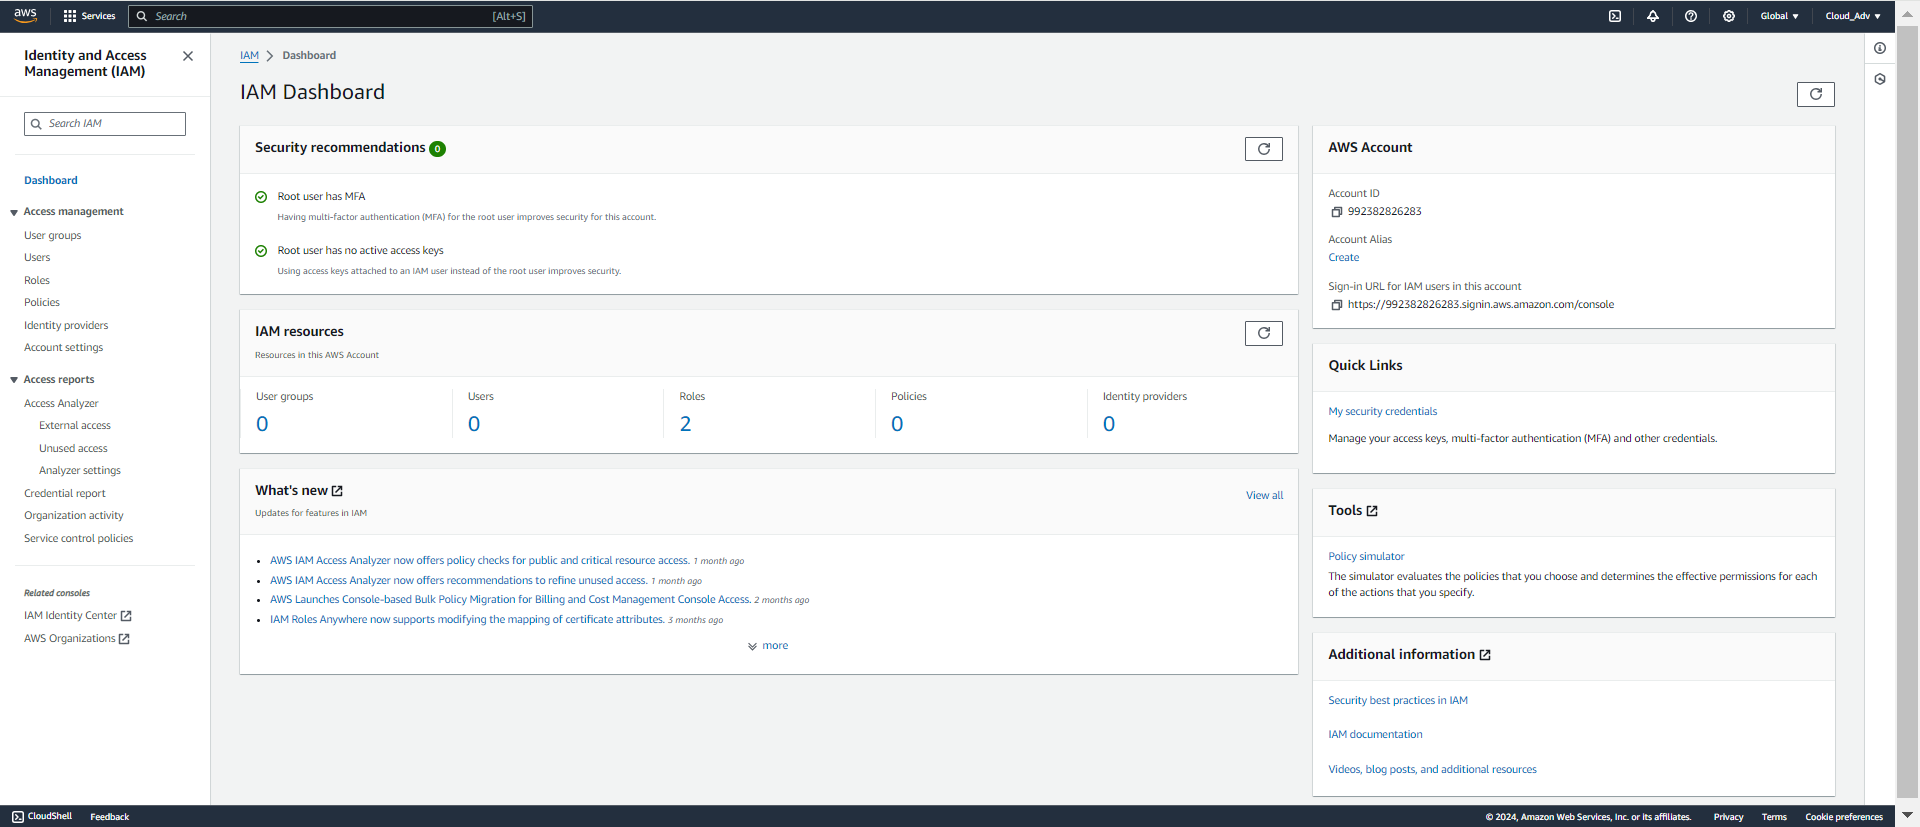 aws
Services
Search
[Alt+S]
Global
Cloud_Adv
Identity and Access
Management (IAM)
Search IAM
Dashboard
Access management
User groups
Users
Roles
Policies
Identity providers
Account settings
Access reports
Access Analyzer
External access
Unused access
Analyzer settings
Credential report
Organization activity
Service control policies
Related consoles
IAM Identity Center
AWS Organizations
IAM > Dashboard
IAM Dashboard
Security recommendations 0
Root user has MFA
Having multi-factor authentication (MFA) for the root user improves security for this account.
Root user has no active access keys
Using access keys attached to an IAM user instead of the root user improves security.
IAM resources
Resources in this AWS Account
User groups
0
Users
0
Roles
2
Policies
0
Identity providers
0
What's new
View all
Updates for features in IAM
AWS IAM Access Analyzer now offers policy checks for public and critical resource access. 1 month ago
AWS IAM Access Analyzer now offers recommendations to refine unused access. 1 month ago
AWS Launches Console-based Bulk Policy Migration for Billing and Cost Management Console Access. 2 months ago
IAM Roles Anywhere now supports modifying the mapping of certificate attributes. 3 months ago
more
AWS Account
Account ID
992382826283
Account Alias
Create
Sign-in URL for IAM users in this account
https://992382826283.signin.aws.amazon.com/console
Quick Links
My security credentials
Manage your access keys, multi-factor authentication (MFA) and other credentials.
Tools
Policy simulator
The simulator evaluates the policies that you choose and determines the effective permissions for each
of the actions that you specify.
Additional information
Security best practices in IAM
IAM documentation
Videos, blog posts, and additional resources
CloudShell
Feedback
© 2024, Amazon Web Services, Inc. or its affiliates.
Privacy
Terms
Cookie preferences